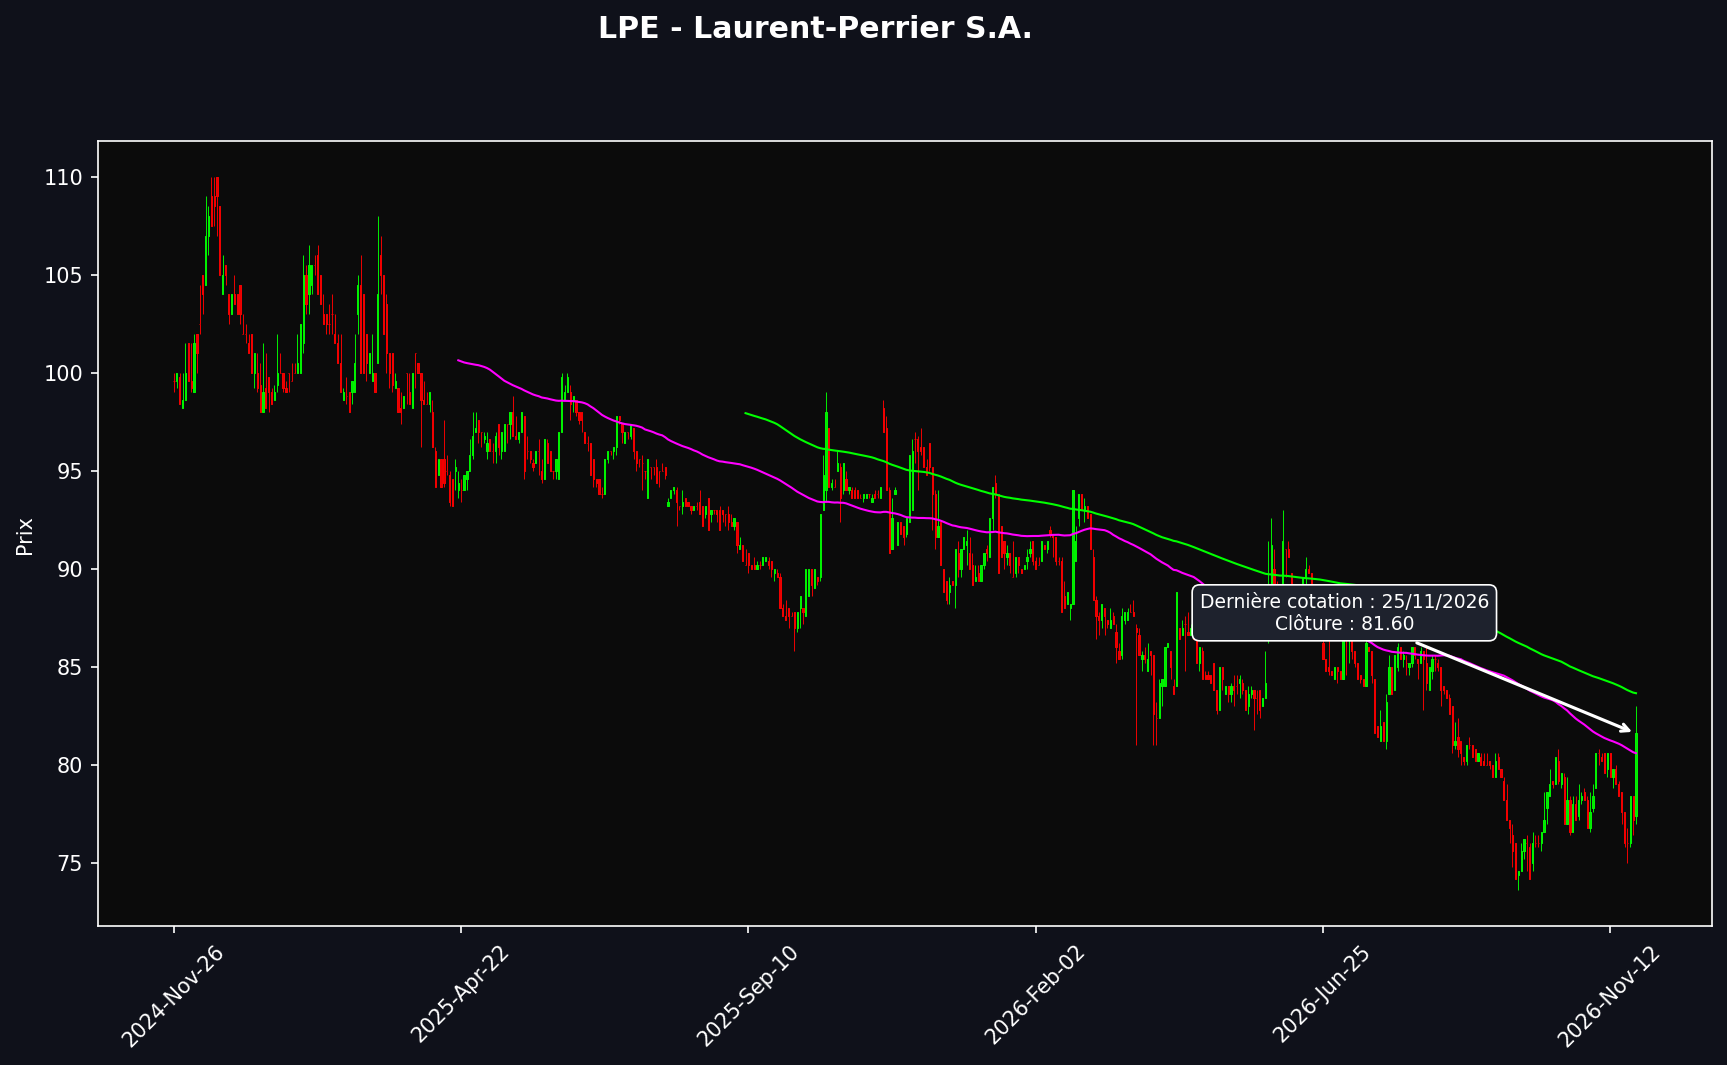 LPE - Laurent-Perrier S.A.
Prix
110
105
100
95
90
85
80
75
Dernière cotation : 25/11/2026
Clôture : 81.60
2024-Nov-26
2025-Apr-22
2025-Sep-10
2026-Feb-02
2026-Jun-25
2026-Nov-12